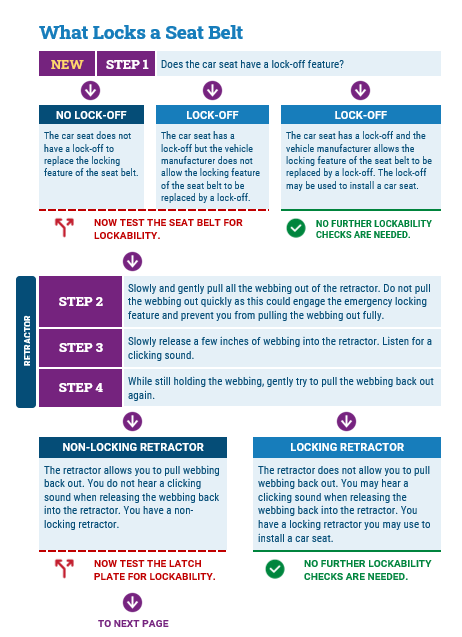 What Locks a Seat Belt
NEW STEP 1 Does the car seat have a lock-off feature?
NO LOCK-OFF
The car seat does not
have a lock-off to
replace the locking
feature of the seat belt.
LOCK-OFF
The car seat has a
lock-off but the vehicle
manufacturer does not
allow the locking feature
of the seat belt to be
replaced by a lock-off.
LOCK-OFF
The car seat has a lock-off and the
vehicle manufacturer allows the
locking feature of the seat belt to be
replaced by a lock-off. The lock-off
may be used to install a car seat.
NOW TEST THE SEAT BELT FOR
LOCKABILITY.
NO FURTHER LOCKABILITY
CHECKS ARE NEEDED.
RETRACTOR
STEP 2
Slowly and gently pull all the webbing out of the retractor. Do not pull
the webbing out quickly as this could engage the emergency locking
feature and prevent you from pulling the webbing out fully.
STEP 3
Slowly release a few inches of webbing into the retractor. Listen for a
clicking sound.
STEP 4
While still holding the webbing, gently try to pull the webbing back out
again.
NON-LOCKING RETRACTOR
The retractor allows you to pull webbing
back out. You do not hear a clicking
sound when releasing the webbing back
into the retractor. You have a non-
locking retractor.
LOCKING RETRACTOR
The retractor does not allow you to pull
webbing back out. You may hear a
clicking sound when releasing the
webbing back into the retractor. You
have a locking retractor you may use to
install a car seat.
NOW TEST THE LATCH
PLATE FOR LOCKABILITY.
NO FURTHER LOCKABILITY
CHECKS ARE NEEDED.
TO NEXT PAGE